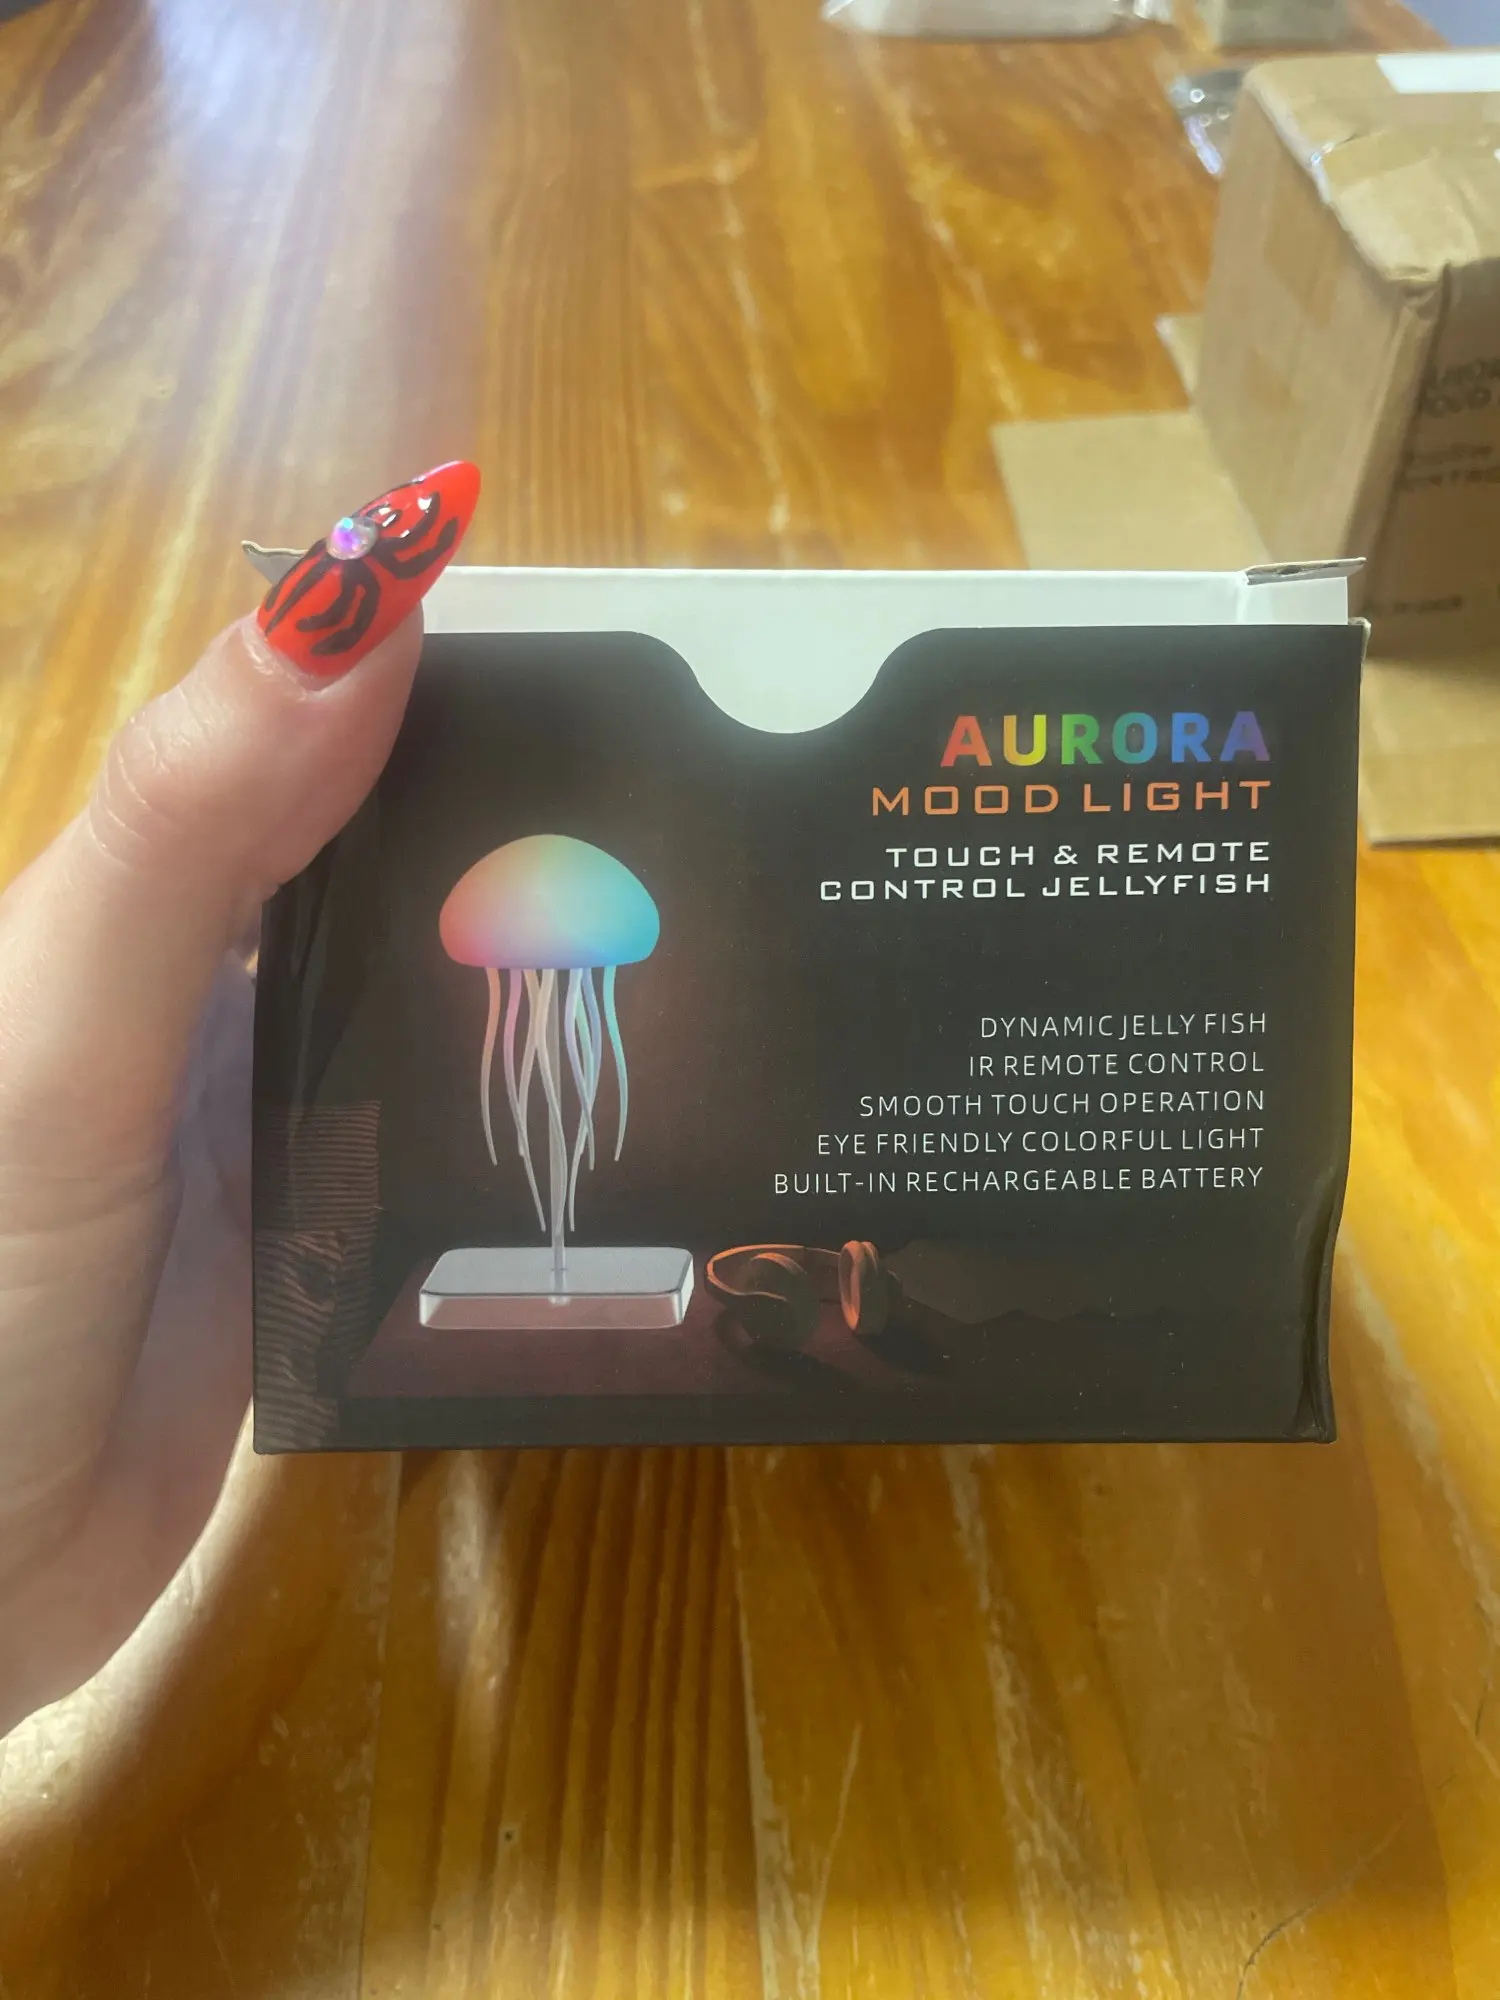 AURORA
MOOD LIGHT
TOUCH & REMOTE
CONTROL JELLYFISH
DYNAMIC JELLY FISH
IR REMOTE CONTROL
SMOOTH TOUCH OPERATION
EYE FRIENDLY COLORFUL LIGHT
BUILT-IN RECHARGEABLE BATTERY